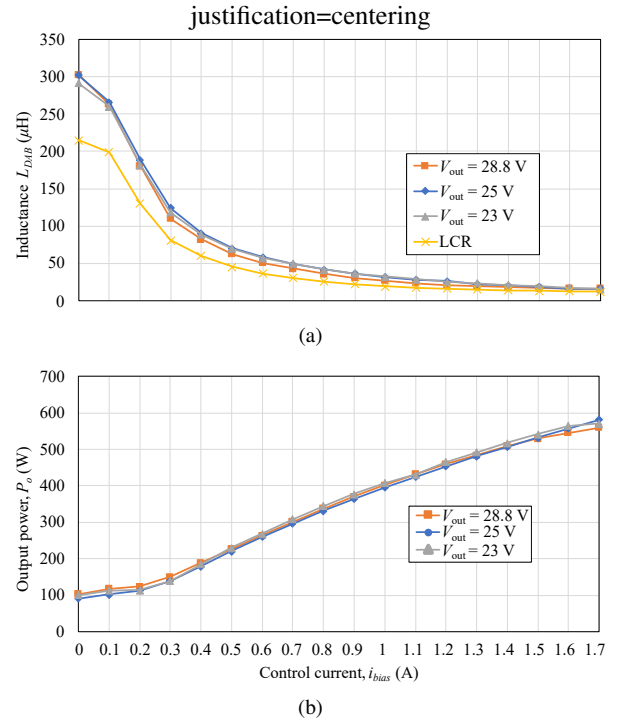 justification=centering
350
300
250
200
150
100
50
0
Inductance L_DAB (μH)
V_out = 28.8 V
V_out = 25 V
V_out = 23 V
LCR
(a)
700
600
500
400
300
200
100
0
Output power, P_o (W)
V_out = 28.8 V
V_out = 25 V
V_out = 23 V
0 0.1 0.2 0.3 0.4 0.5 0.6 0.7 0.8 0.9 1 1.1 1.2 1.3 1.4 1.5 1.6 1.7
Control current, i_bias (A)
(b)